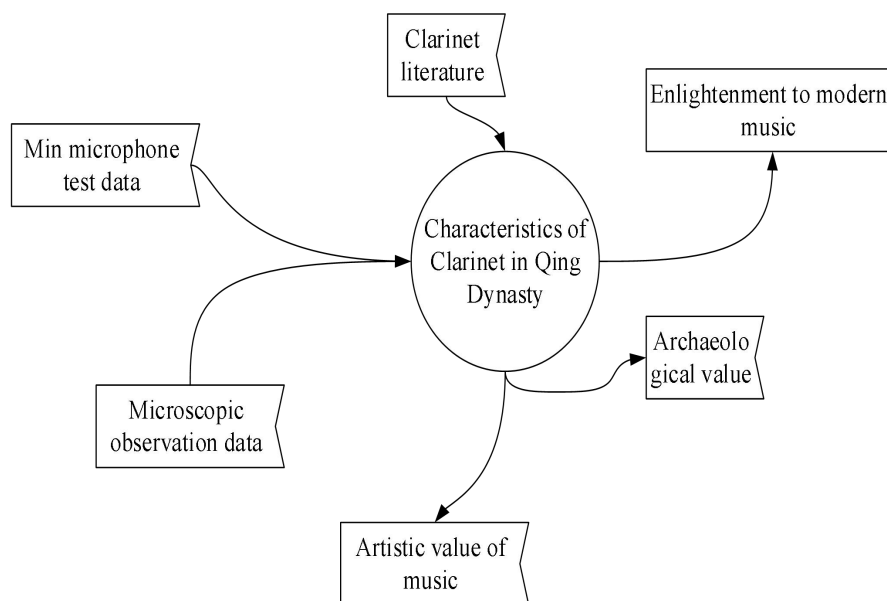 Clarinet
literature
Enlightenment to modern
music
Min microphone
test data
Characteristics of
Clarinet in Qing
Dynasty
Archaeolo
gical value
Microscopic
observation data
Artistic value of
music